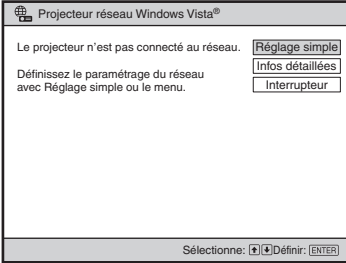 Projecteur réseau Windows Vista®
Le projecteur n'est pas connecté au réseau.
Définissez le paramétrage du réseau
avec Réglage simple ou le menu.
Réglage simple
Infos détaillées
Interrupteur
Sélectionne: ↑↓Définir: ENTER